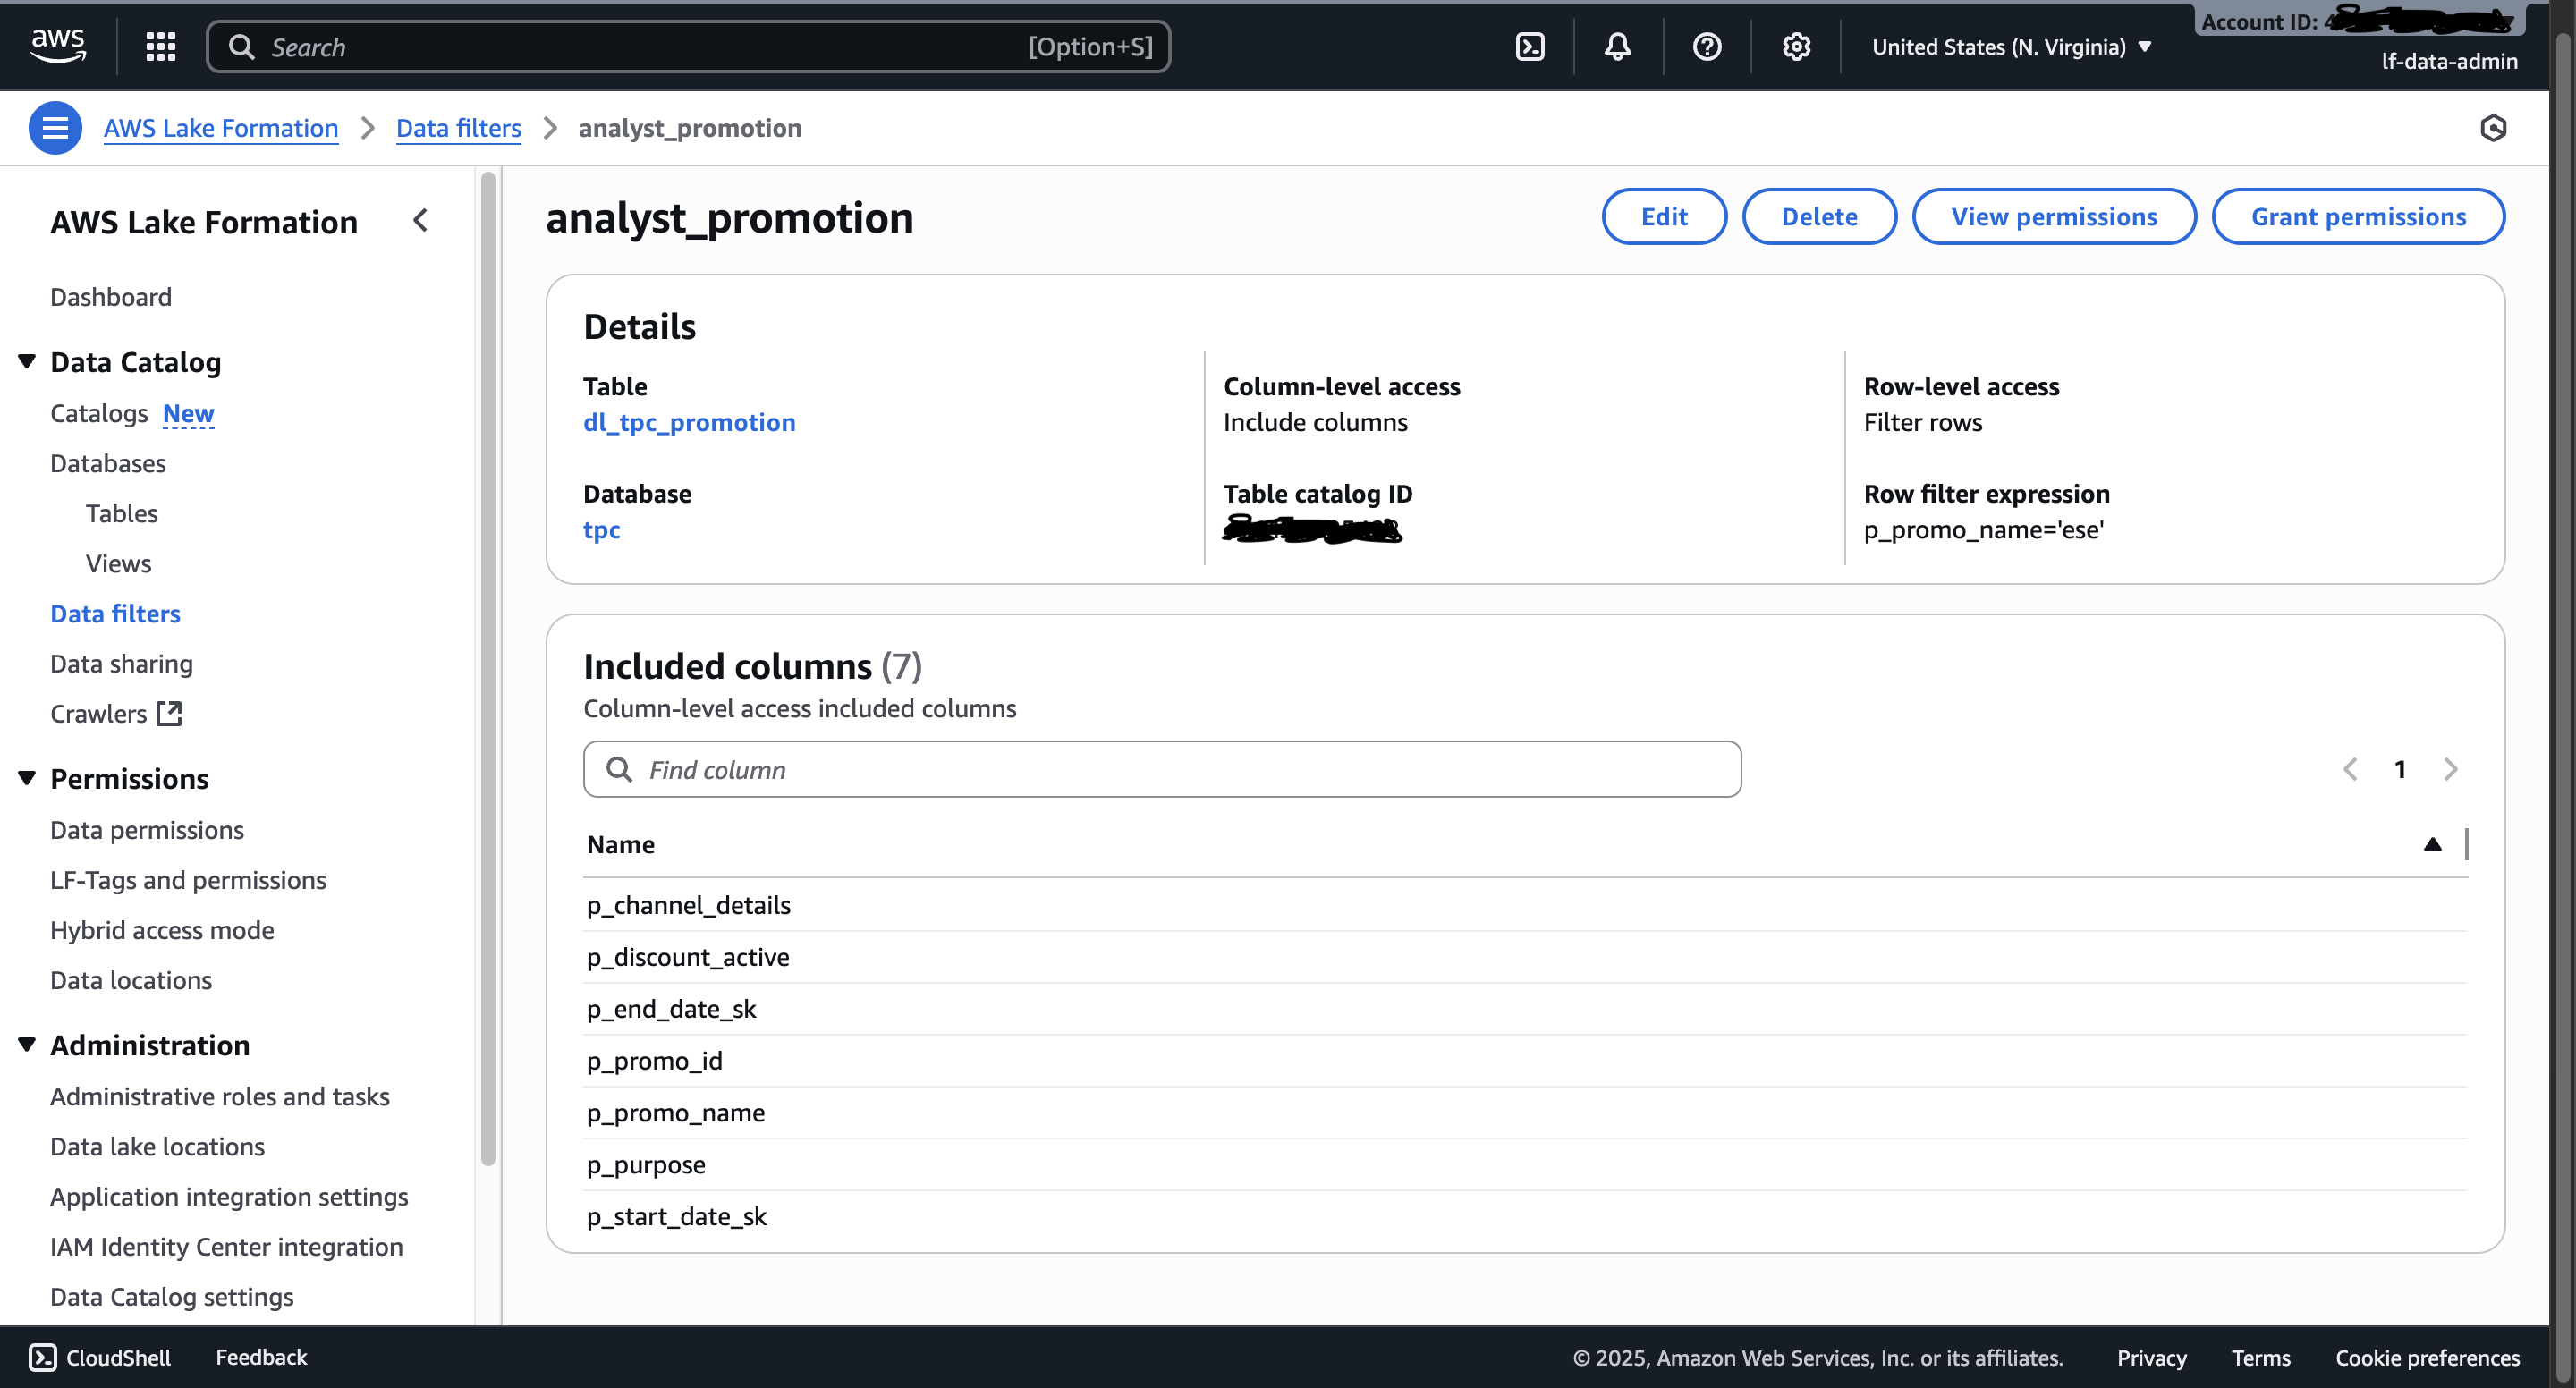 aws
Search [Option+S]
United States (N. Virginia)
Account ID:
lf-data-admin
AWS Lake Formation
Data filters
analyst_promotion
AWS Lake Formation
Dashboard
Data Catalog
Catalogs New
Databases
Tables
Views
Data filters
Data sharing
Crawlers
Permissions
Data permissions
LF-Tags and permissions
Hybrid access mode
Data locations
Administration
Administrative roles and tasks
Data lake locations
Application integration settings
IAM Identity Center integration
Data Catalog settings
analyst_promotion
Edit
Delete
View permissions
Grant permissions
Details
Table
dl_tpc_promotion
Database
tpc
Column-level access
Include columns
Table catalog ID
Row-level access
Filter rows
Row filter expression
p_promo_name='ese'
Included columns (7)
Column-level access included columns
Find column
1
Name
p_channel_details
p_discount_active
p_end_date_sk
p_promo_id
p_promo_name
p_purpose
p_start_date_sk
CloudShell
Feedback
© 2025, Amazon Web Services, Inc. or its affiliates.
Privacy
Terms
Cookie preferences